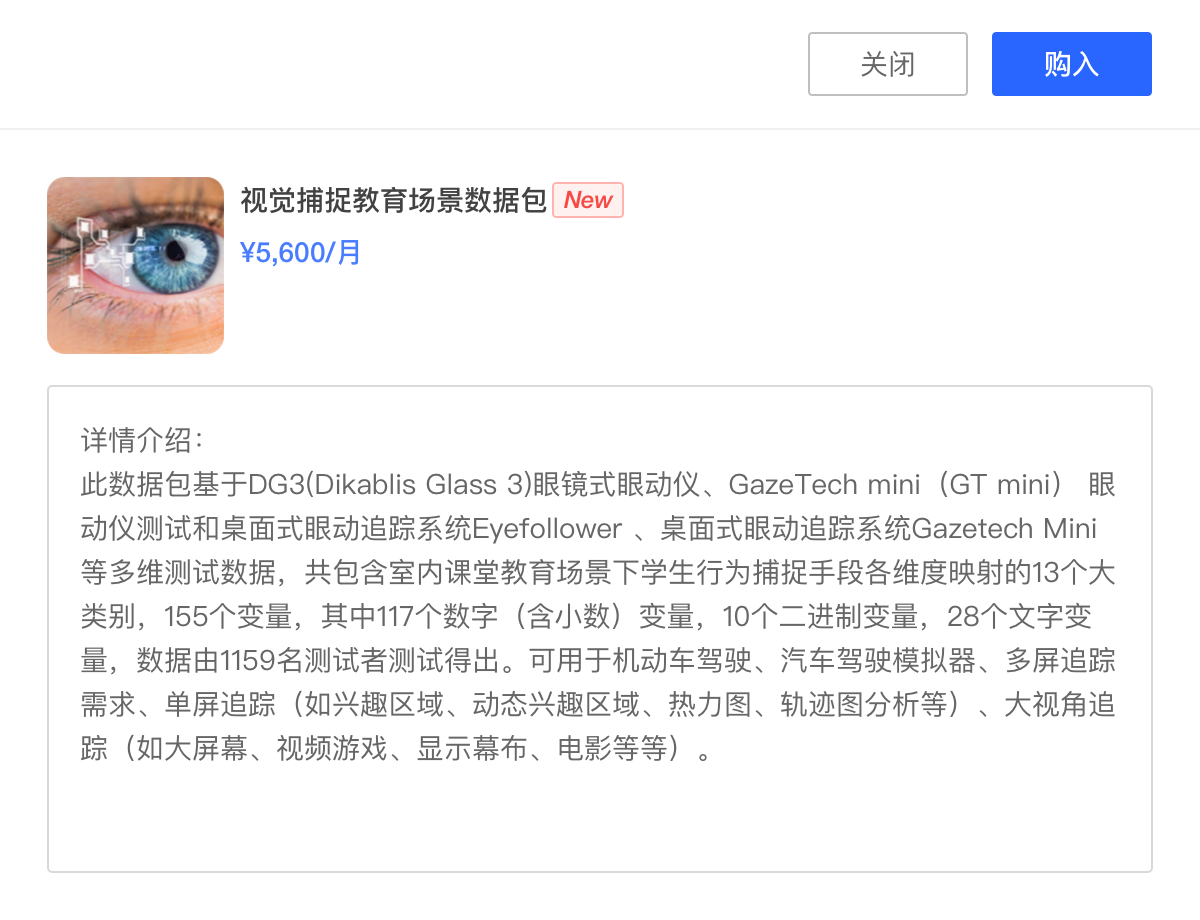 关闭
购入
视觉捕捉教育场景数据包 New
¥5,600/月
详情介绍：
此数据包基于DG3(Dikablis Glass 3)眼镜式眼动仪、GazeTech mini（GT mini） 眼
动仪测试和桌面式眼动追踪系统Eyefollower 、桌面式眼动追踪系统Gazetech Mini
等多维测试数据，共包含室内课堂教育场景下学生行为捕捉手段各维度映射的13个大
类别，155个变量，其中117个数字（含小数）变量，10个二进制变量，28个文字变
量，数据由1159名测试者测试得出。可用于机动车驾驶、汽车驾驶模拟器、多屏追踪
需求、单屏追踪（如兴趣区域、动态兴趣区域、热力图、轨迹图分析等）、大视角追
踪（如大屏幕、视频游戏、显示幕布、电影等等）。